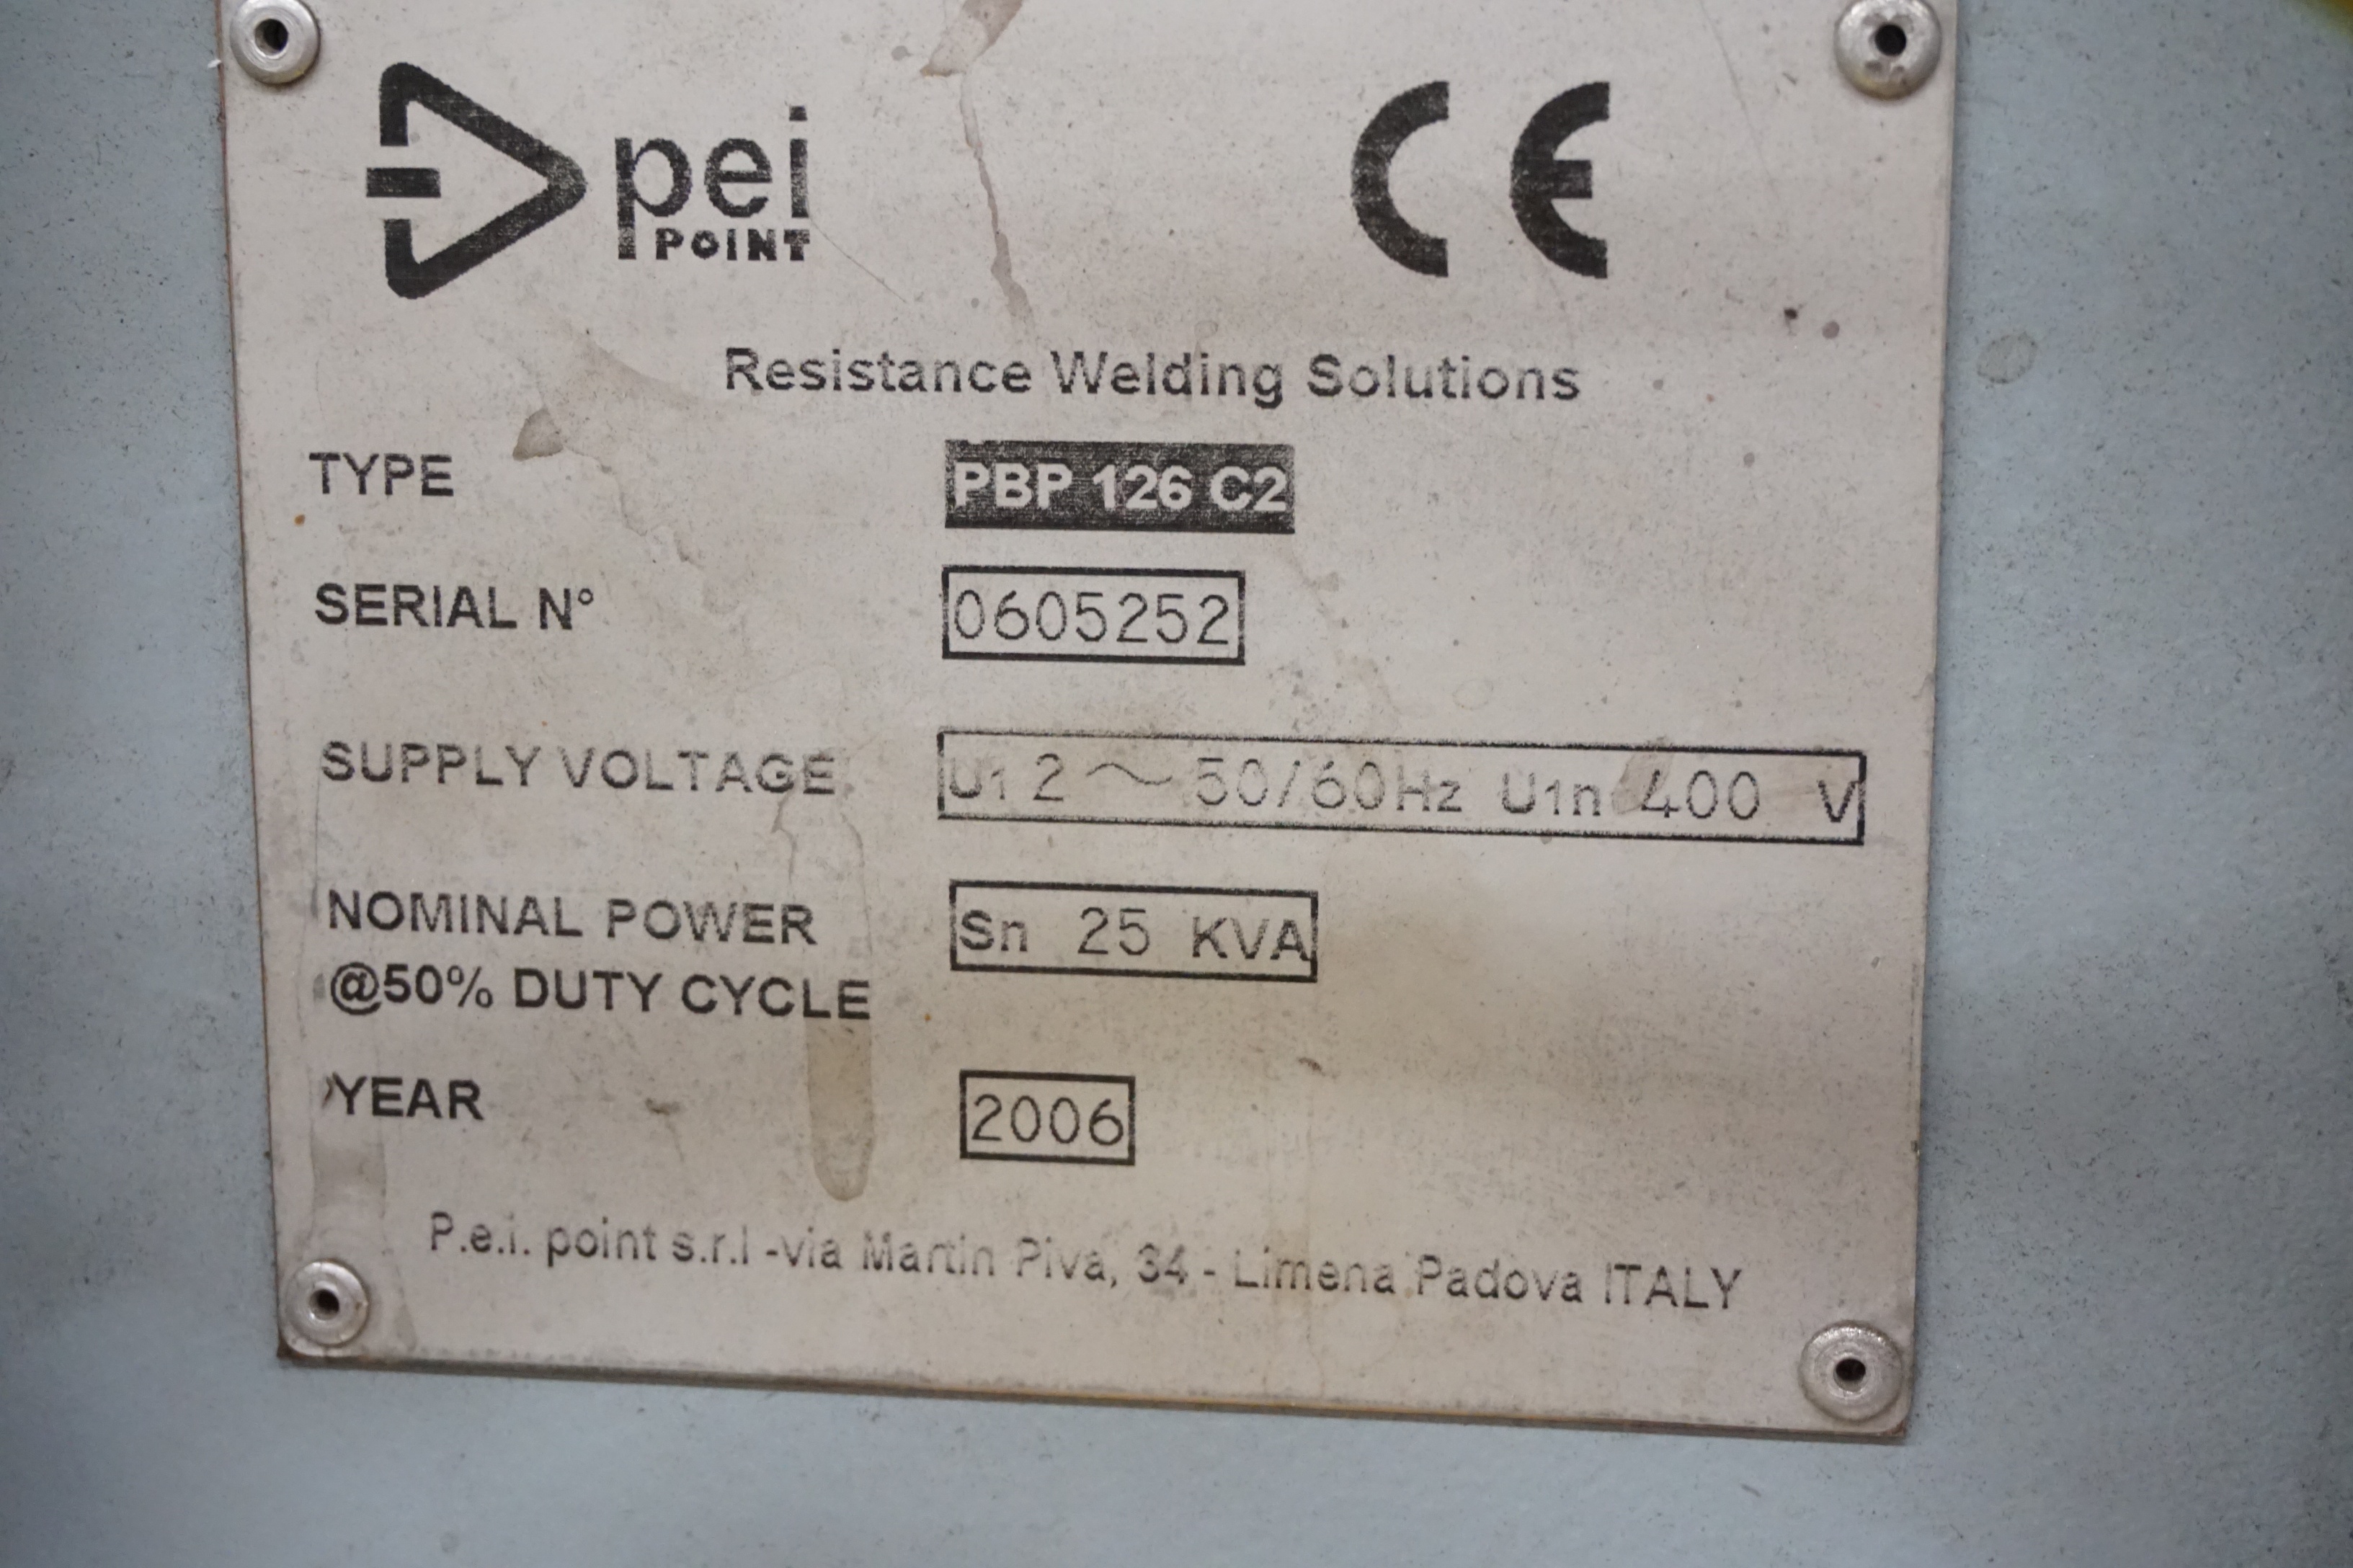 pei
POINT
CE
Resistance Welding Solutions
TYPE PBP 126 C2
SERIAL N° 0605252
SUPPLY VOLTAGE U1 2 ~ 50/60Hz U1n 400 V
NOMINAL POWER Sn 25 KVA
@50% DUTY CYCLE
YEAR 2006
P.e.i. point s.r.l -via Martin Piva, 34 - Limena Padova ITALY